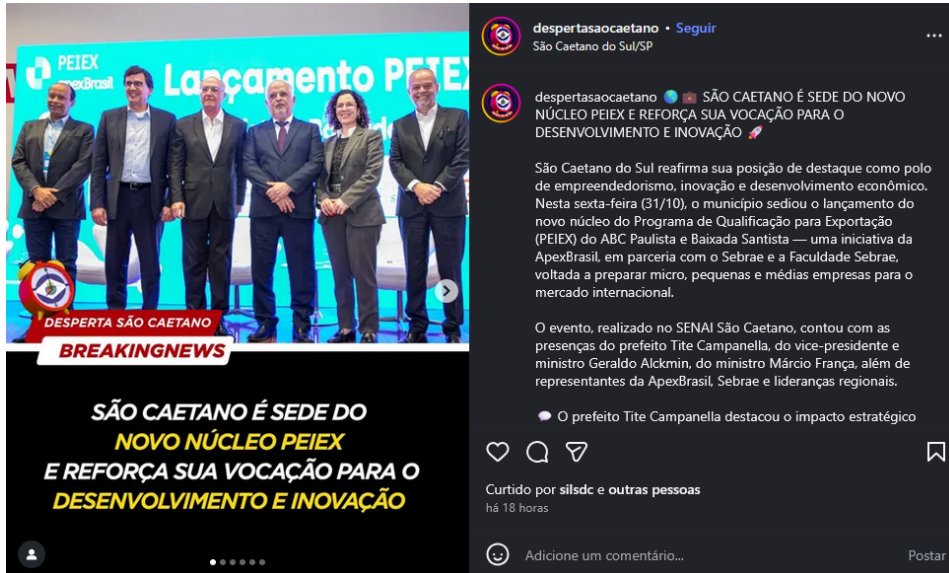 PEIEX
apexBrasil
Lançamento PEIEX
DESPERTA SÃO CAETANO
BREAKINGNEWS
SÃO CAETANO É SEDE DO
NOVO NÚCLEO PEIEX
E REFORÇA SUA VOCAÇÃO PARA O
DESENVOLVIMENTO E INOVAÇÃO
despertasaocaetano • Seguir
São Caetano do Sul/SP
despertasaocaetano 🌎 💼 SÃO CAETANO É SEDE DO NOVO
NÚCLEO PEIEX E REFORÇA SUA VOCAÇÃO PARA O
DESENVOLVIMENTO E INOVAÇÃO 🚀
São Caetano do Sul reafirma sua posição de destaque como polo
de empreendedorismo, inovação e desenvolvimento econômico.
Nesta sexta-feira (31/10), o município sediou o lançamento do
novo núcleo do Programa de Qualificação para Exportação
(PEIEX) do ABC Paulista e Baixada Santista — uma iniciativa da
ApexBrasil, em parceria com o Sebrae e a Faculdade Sebrae,
voltada a preparar micro, pequenas e médias empresas para o
mercado internacional.
O evento, realizado no SENAI São Caetano, contou com as
presenças do prefeito Tite Campanella, do vice-presidente e
ministro Geraldo Alckmin, do ministro Márcio França, além de
representantes da ApexBrasil, Sebrae e lideranças regionais.
💬 O prefeito Tite Campanella destacou o impacto estratégico
Curtido por silsdc e outras pessoas
há 18 horas
Adicione um comentário...
Postar